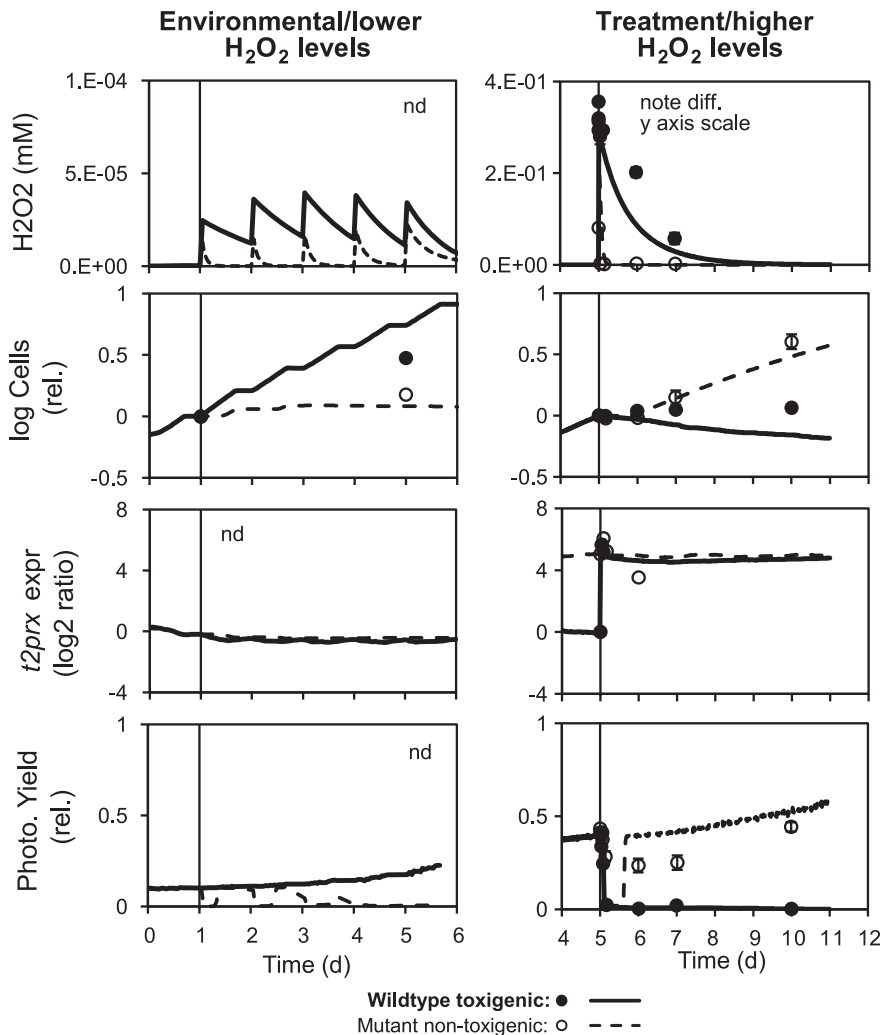 Environmental/lower
H₂O₂ levels
Treatment/higher
H₂O₂ levels
H2O2 (mM)
1.E-04
5.E-05
0.E+00
nd
4.E-01
2.E-01
0.E+00
note diff.
y axis scale
log Cells
(rel.)
1
0.5
0
-0.5
1
0.5
0
-0.5
t2prx expr
(log2 ratio)
8
4
0
-4
nd
8
4
0
-4
Photo. Yield
(rel.)
1
0.5
0
nd
1
0.5
0
0 1 2 3 4 5 6
4 5 6 7 8 9 10 11 12
Time (d)
Time (d)
Wildtype toxigenic:
Mutant non-toxigenic: